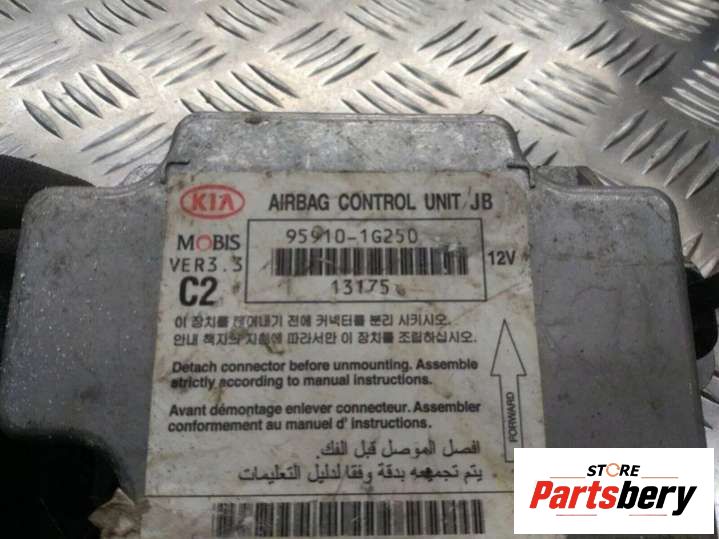 KIA
AIRBAG CONTROL UNIT/JB
MOBIS
95910-1G250
12V
VER3.3
C2
13175
이 장치를 떼어내기 전에 커넥터를 분리 시키시오.
안내 책자의 지침에 따라서만 이 장치를 조립하십시오.
Detach connector before unmounting. Assemble
strictly according to manual instructions.
Avant démontage enlever connecteur. Assembler
conformement au manuel d' instructions.
FORWARD
افصل الموصل قبل الفك.
يتم تجميعه بدقة وفقا لدليل التعليمات
STORE
Partsbery